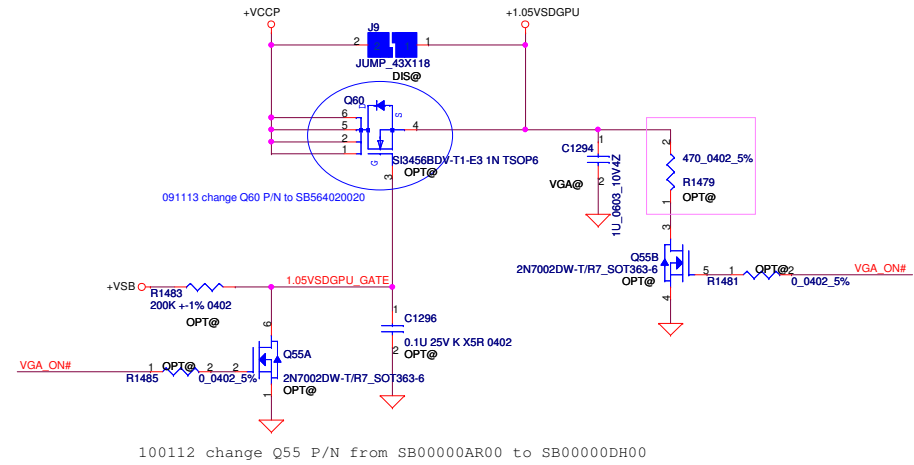 +VCCP
+1.05VSDGPU
J9
2
2
1
1
JUMP_43X118
DIS@
Q60
D
S
6
5
2
1
4
G
3
SI3456BDV-T1-E3 1N TSOP6
OPT@
091113 change Q60 P/N to SB564020020
C1294
1
2
VGA@
1U_0603_10V4Z
2
470_0402_5%
R1479
OPT@
1
3
Q55B
2N7002DW-T/R7_SOT363-6
OPT@
4
5
R1481
1
OPT@
2
0_0402_5%
VGA_ON#
+VSB
R1483
200K +-1% 0402
OPT@
1.05VSDGPU_GATE
1
C1296
0.1U 25V K X5R 0402
2
OPT@
6
Q55A
2N7002DW-T/R7_SOT363-6
OPT@
1
VGA_ON#
1
OPT@
2
2
R1485
0_0402_5%
100112 change Q55 P/N from SB00000AR00 to SB00000DH00